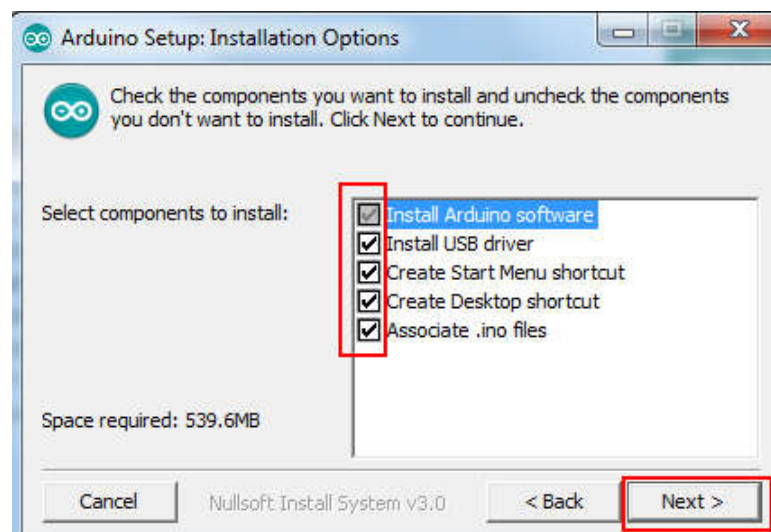 Arduino Setup: Installation Options
Check the components you want to install and uncheck the components
you don't want to install. Click Next to continue.
Select components to install:
Install Arduino software
Install USB driver
Create Start Menu shortcut
Create Desktop shortcut
Associate .ino files
Space required: 539.6MB
Cancel
Nullsoft Install System v3.0
< Back
Next >